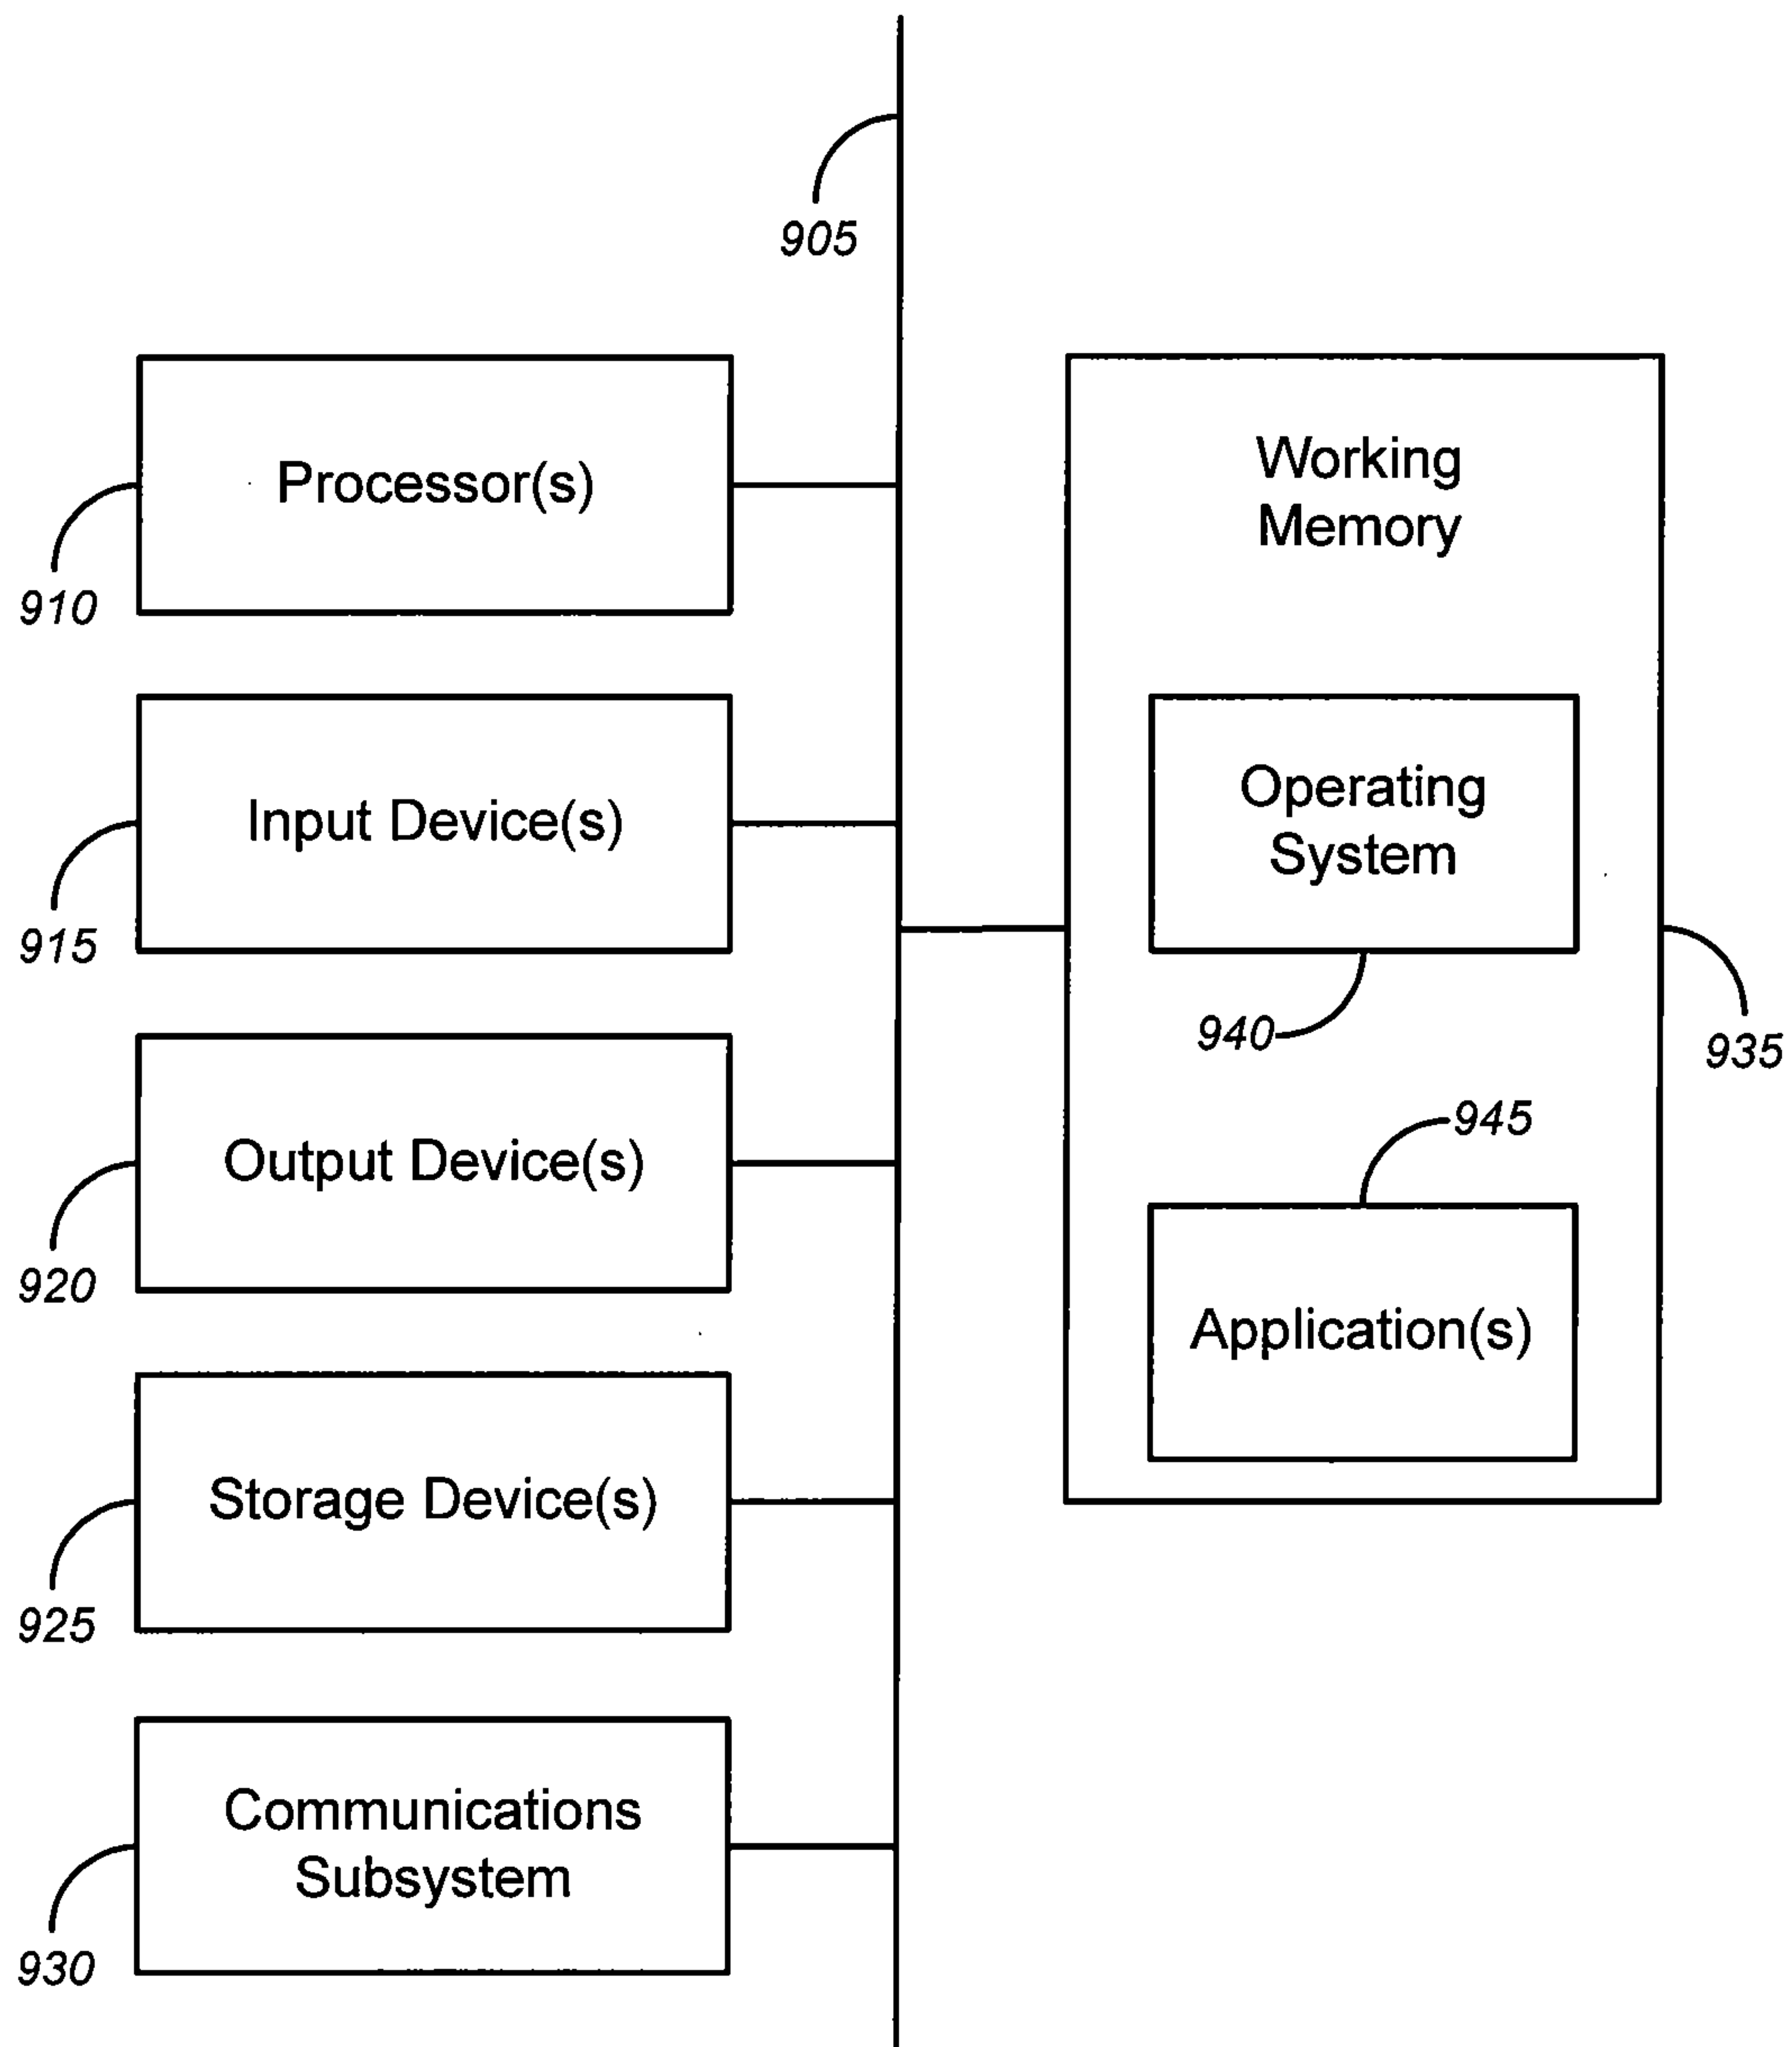 905
Processor(s)
910
Input Device(s)
915
Output Device(s)
920
Storage Device(s)
925
Communications
Subsystem
930
Working
Memory
Operating
System
940
935
945
Application(s)